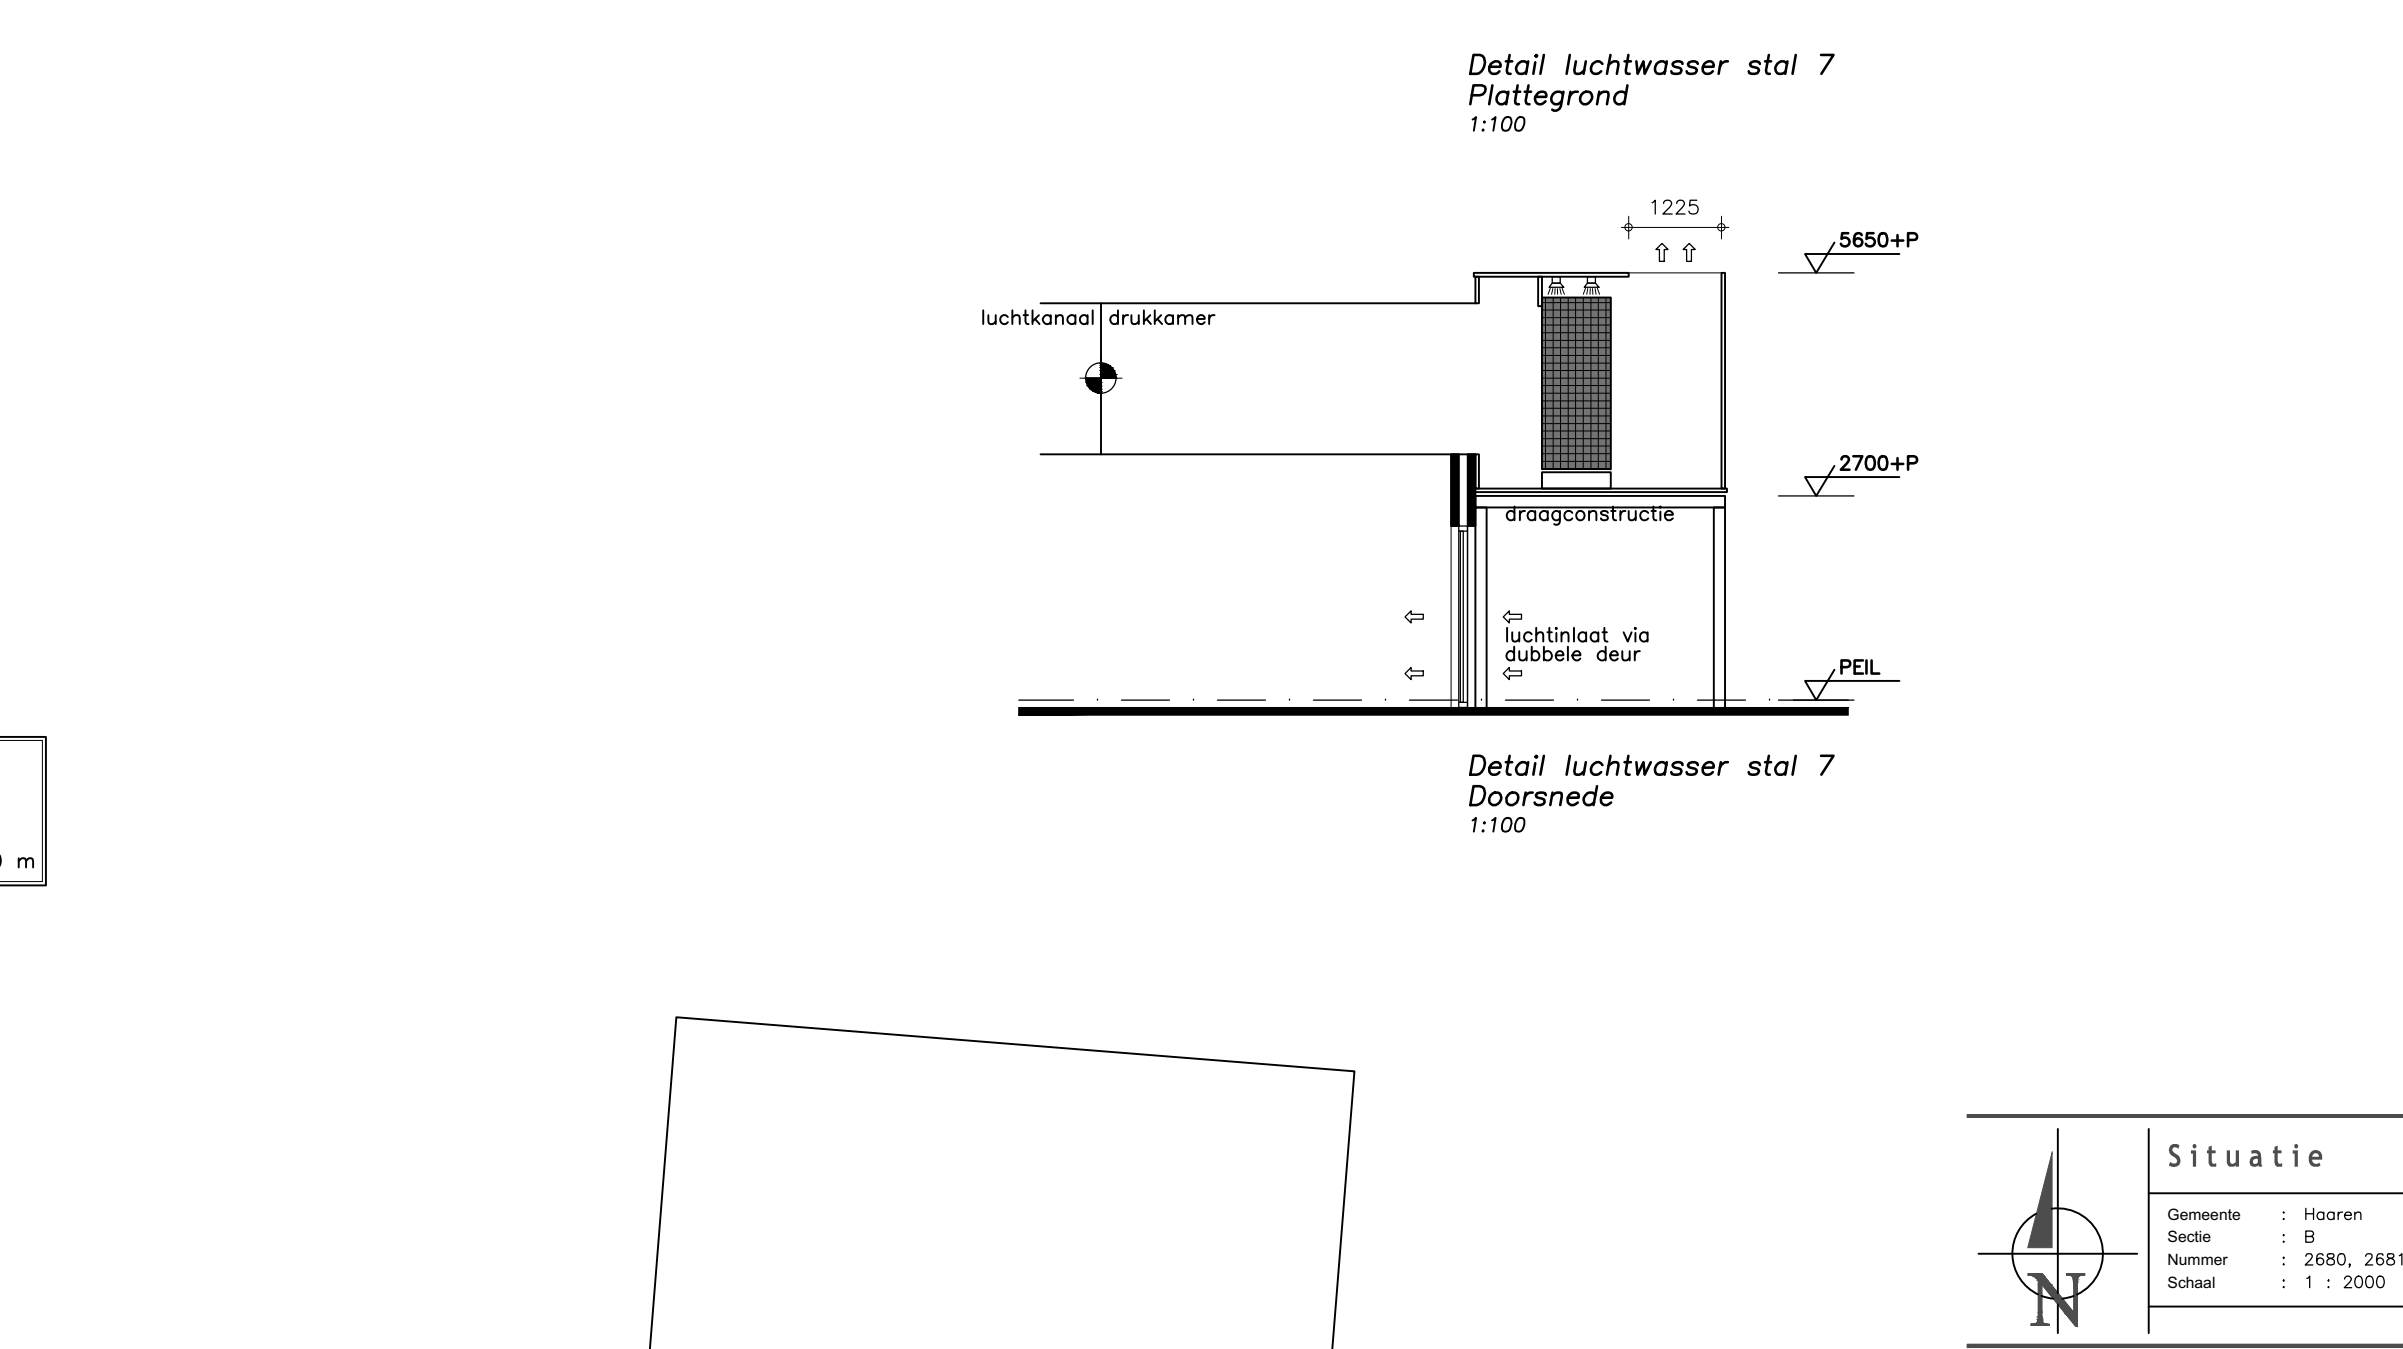 Detail luchtwasser stal 7
Plattegrond
1:100
1225
5650+P
luchtkanaal drukkamer
2700+P
draagconstructie
luchtinlaat via
dubbele deur
PEIL
Detail luchtwasser stal 7
Doorsnede
1:100
m
Situatie
Gemeente : Haaren
Sectie : B
Nummer : 2680, 2681
Schaal : 1 : 2000
N